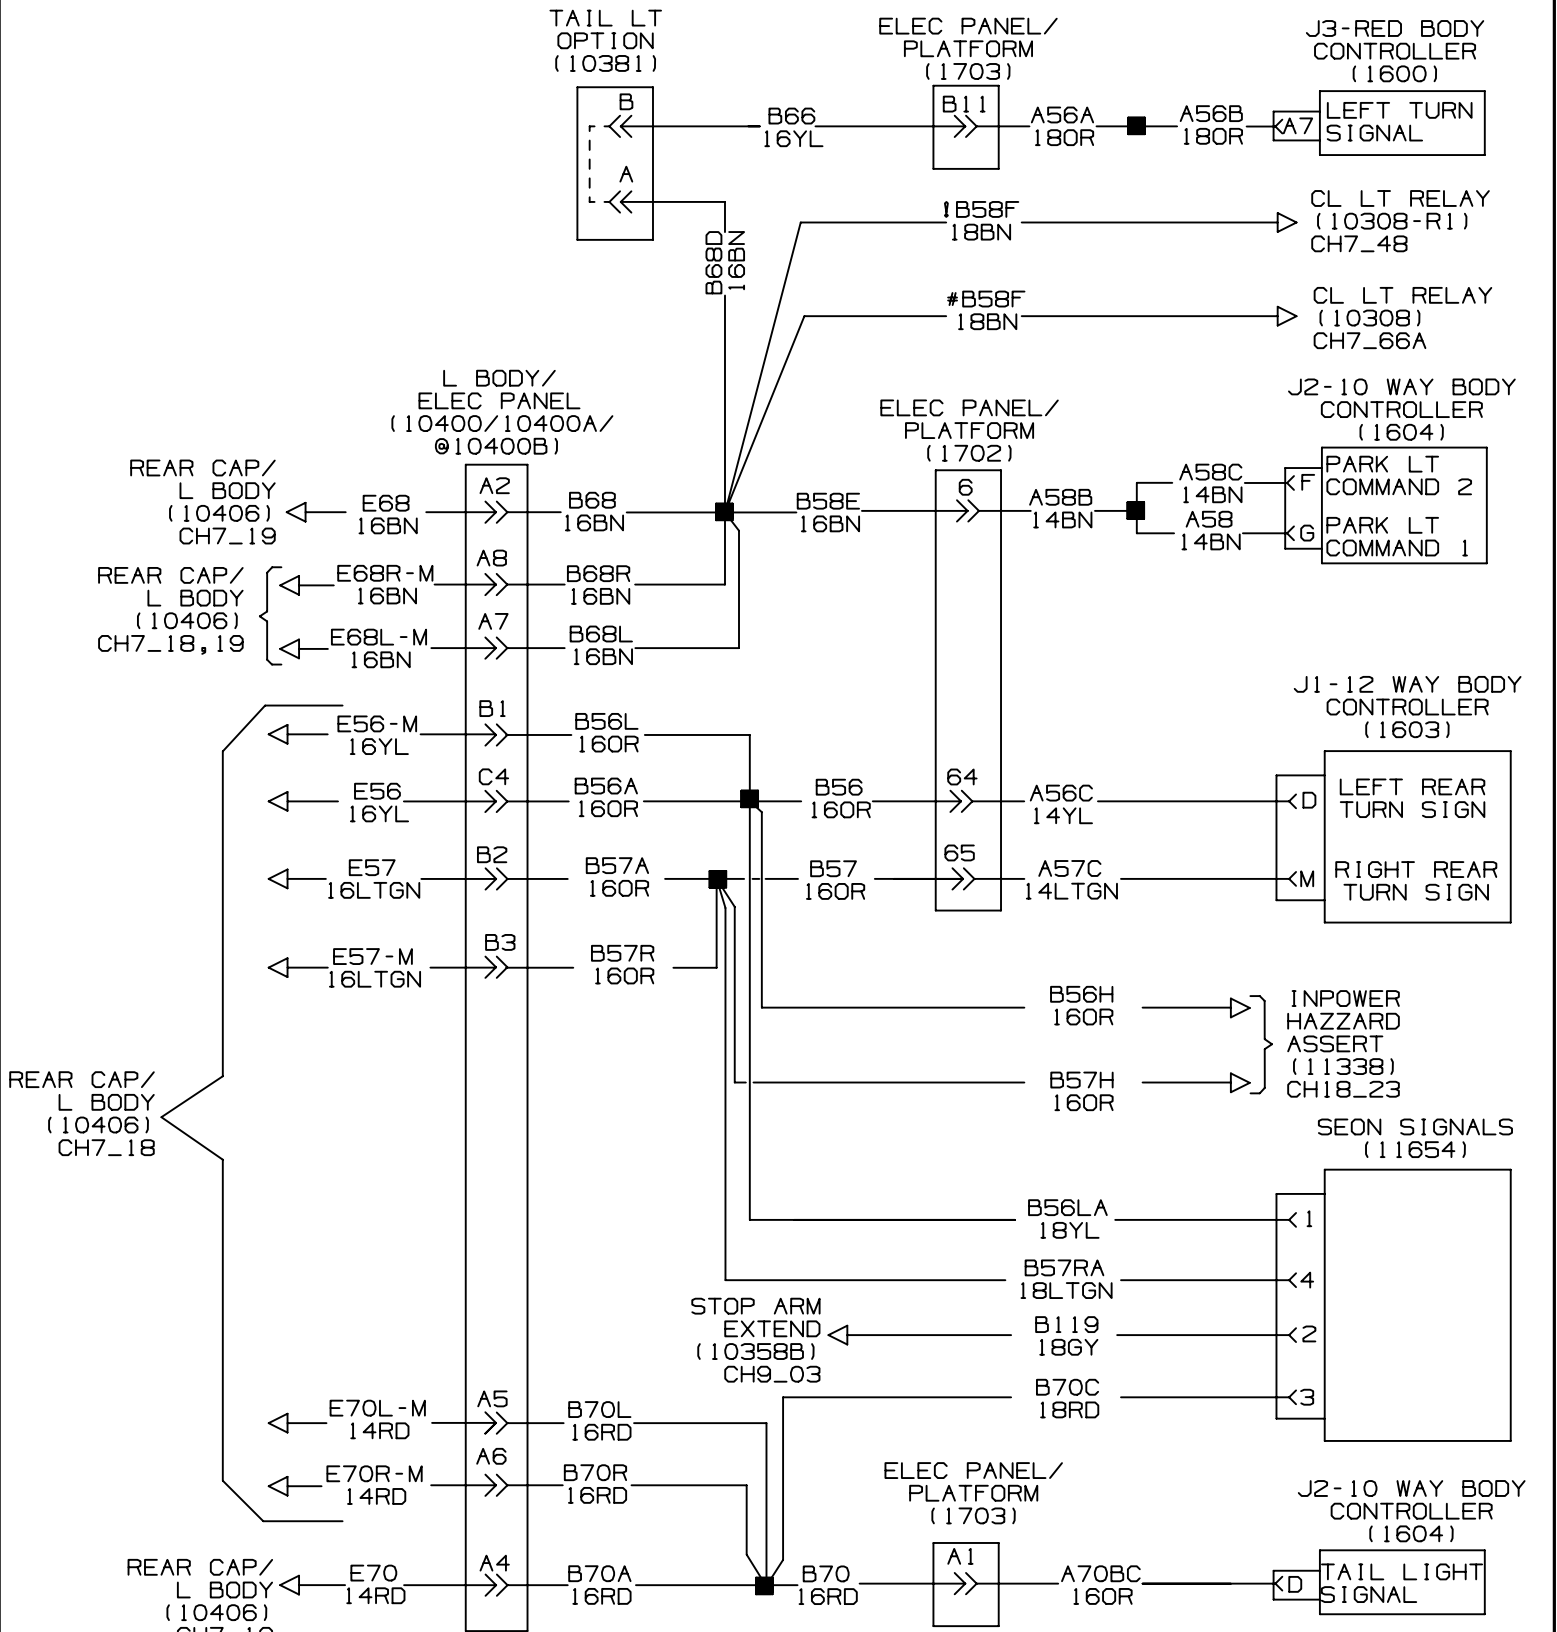 TAIL LT
OPTION
(10381)
B
A
B66
16YL
ELEC PANEL/
PLATFORM
(1703)
B11
A56A
18OR
A56B
18OR
J3-RED BODY
CONTROLLER
(1600)
A7
LEFT TURN
SIGNAL
B68D
16BN
!B58F
18BN
CL LT RELAY
(10308-R1)
CH7_48
#B58F
18BN
CL LT RELAY
(10308)
CH7_66A
L BODY/
ELEC PANEL
(10400/10400A/
@10400B)
ELEC PANEL/
PLATFORM
(1702)
J2-10 WAY BODY
CONTROLLER
(1604)
REAR CAP/
L BODY
(10406)
CH7_19
E68
16BN
A2
B68
16BN
B58E
16BN
6
A58B
14BN
A58C
14BN
A58
14BN
F
PARK LT
COMMAND 2
G
PARK LT
COMMAND 1
REAR CAP/
L BODY
(10406)
CH7_18,19
E68R-M
16BN
A8
B68R
16BN
E68L-M
16BN
A7
B68L
16BN
J1-12 WAY BODY
CONTROLLER
(1603)
E56-M
16YL
B1
B56L
16OR
E56
16YL
C4
B56A
16OR
B56
16OR
64
A56C
14YL
D
LEFT REAR
TURN SIGN
E57
16LTGN
B2
B57A
16OR
B57
16OR
65
A57C
14LTGN
M
RIGHT REAR
TURN SIGN
E57-M
16LTGN
B3
B57R
16OR
B56H
16OR
B57H
16OR
INPOWER
HAZZARD
ASSERT
(11338)
CH18_23
REAR CAP/
L BODY
(10406)
CH7_18
SEON SIGNALS
(11654)
B56LA
18YL
1
B57RA
18LTGN
4
STOP ARM
EXTEND
(10358B)
CH9_03
B119
18GY
2
B70C
18RD
3
E70L-M
14RD
A5
B70L
16RD
E70R-M
14RD
A6
B70R
16RD
ELEC PANEL/
PLATFORM
(1703)
J2-10 WAY BODY
CONTROLLER
(1604)
REAR CAP/
L BODY
(10406)
E70
14RD
A4
B70A
16RD
B70
16RD
A1
A70BC
16OR
D
TAIL LIGHT
SIGNAL